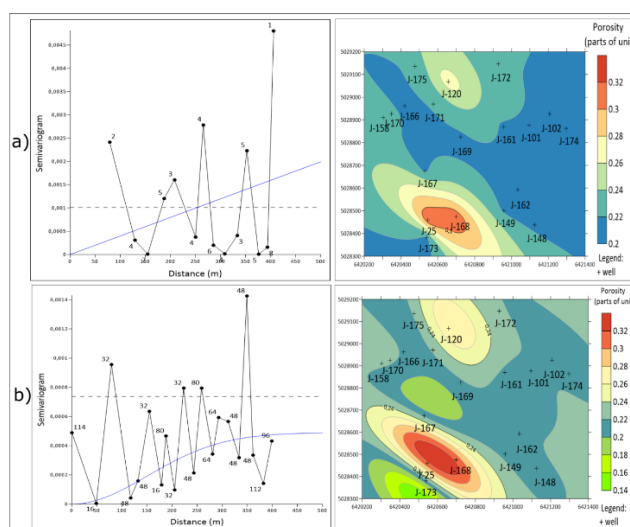 a)
Semivariogram
0,0045
0,004
0,0035
0,003
0,0025
0,002
0,0015
0,001
0,0005
0
0 50 100 150 200 250 300 350 400 450 500
Distance (m)
2
4
5
3
4
4
6
3
5
1
Porosity
(parts of uni
5029200
5029100
5029000
5028900
5028800
5028700
5028600
5028500
5028400
5028300
6420200 6420400 6420600 6420800 6421000 6421200 6421400
J-175
J-172
J-120
J-166
J-170
J-158
J-171
J-169
J-161
J-101
J-102
J-174
J-167
J-162
J-149
J-148
J-168
J-25
J-173
0.32
0.3
0.28
0.26
0.24
0.22
0.2
Legend:
+ well
b)
Semivariogram
0,0014
0,001
0,0008
0,0006
0,0004
0,0002
0
0 50 100 150 200 250 300 350 400 450 500
Distance (m)
114
16
32
48
32
80
16
32
32
48
80
64
64
48
48
48
48
112
96
Porosity
(parts of uni
5029200
5029100
5029000
5028900
5028800
5028700
5028600
5028500
5028400
5028300
6420200 6420400 6420600 6420800 6421000 6421200 6421400
J-175
J-172
J-120
J-166
J-170
J-158
J-171
J-169
J-161
J-101
J-102
J-174
J-167
J-162
J-149
J-148
J-168
J-25
J-173
0,32
0,3
0,28
0,26
0,24
0,22
0,2
0,18
0,16
0,14
Legend:
+ well